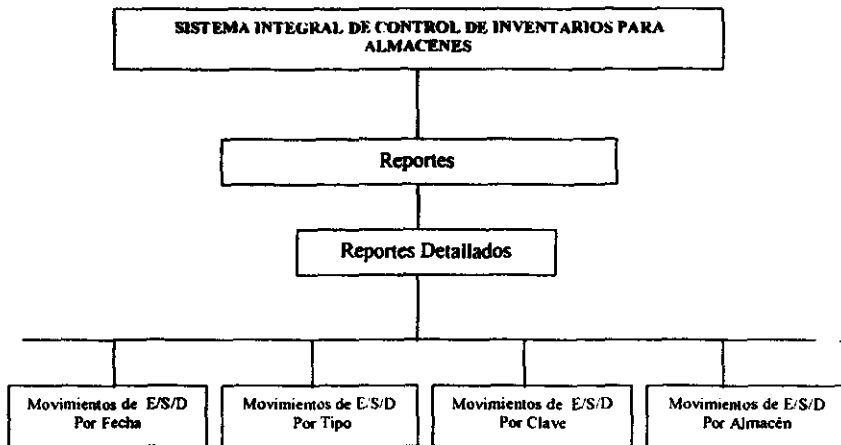 SISTEMA INTEGRAL DE CONTROL DE INVENTARIOS PARA
ALMACENES
Reportes
Reportes Detallados
Movimientos de E/S/D
Por Fecha
Movimientos de E/S/D
Por Tipo
Movimientos de E/S/D
Por Clave
Movimientos de E/S/D
Por Almacén